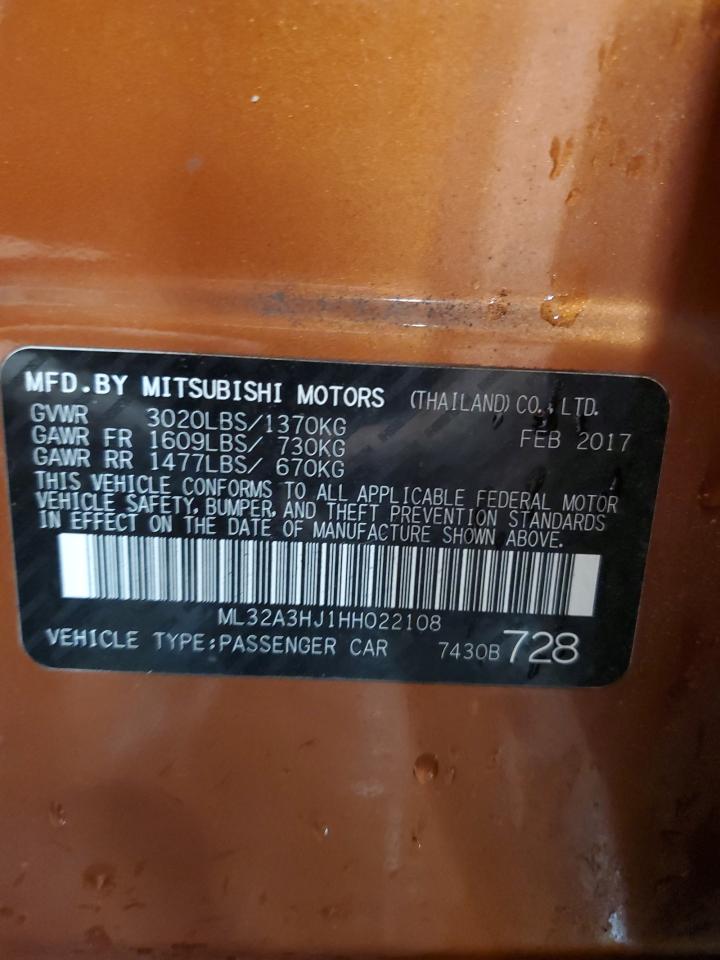 MFD.BY MITSUBISHI MOTORS (THAILAND) CO., LTD.
GVWR 3020LBS/1370KG FEB 2017
GAWR FR 1609LBS/ 730KG
GAWR RR 1477LBS/ 670KG
THIS VEHICLE CONFORMS TO ALL APPLICABLE FEDERAL MOTOR
VEHICLE SAFETY, BUMPER, AND THEFT PREVENTION STANDARDS
IN EFFECT ON THE DATE OF MANUFACTURE SHOWN ABOVE.
ML32A3HJ1HH022108
VEHICLE TYPE:PASSENGER CAR 7430B 728